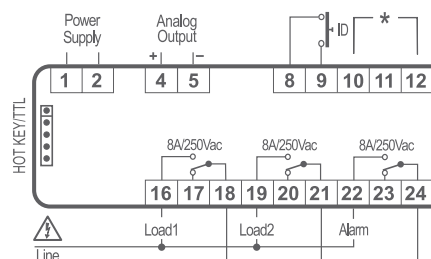 Power
Supply
Analog
Output
+ −
ID
*
1 2 4 5 8 9 10 11 12
HOT KEY/TTL
8A/250Vac 8A/250Vac 8A/250Vac
16 17 18 19 20 21 22 23 24
Load1 Load2 Alarm
Line